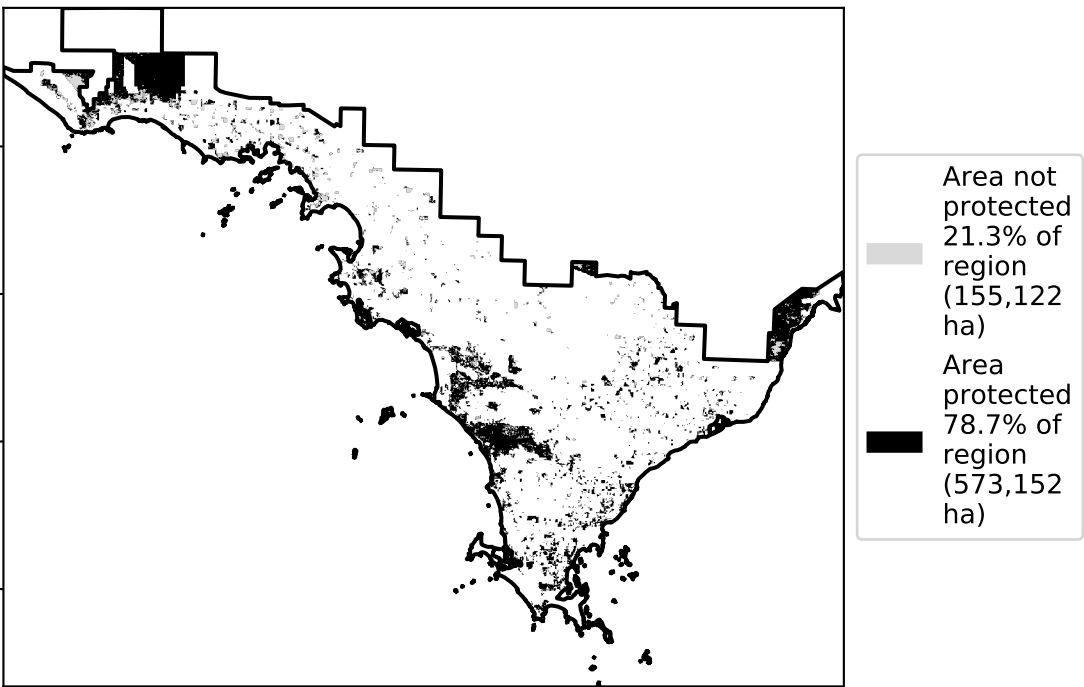 Area not
protected
21.3% of
region
(155,122
ha)
Area
protected
78.7% of
region
(573,152
ha)